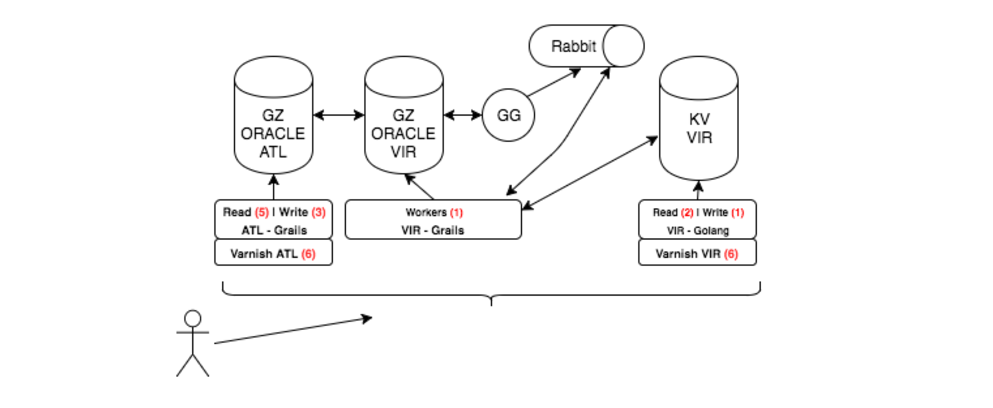 Rabbit
GZ
ORACLE
ATL
GZ
ORACLE
VIR
GG
KV
VIR
Read (5) | Write (3)
ATL - Grails
Varnish ATL (6)
Workers (1)
VIR - Grails
Read (2) | Write (1)
VIR - Golang
Varnish VIR (6)